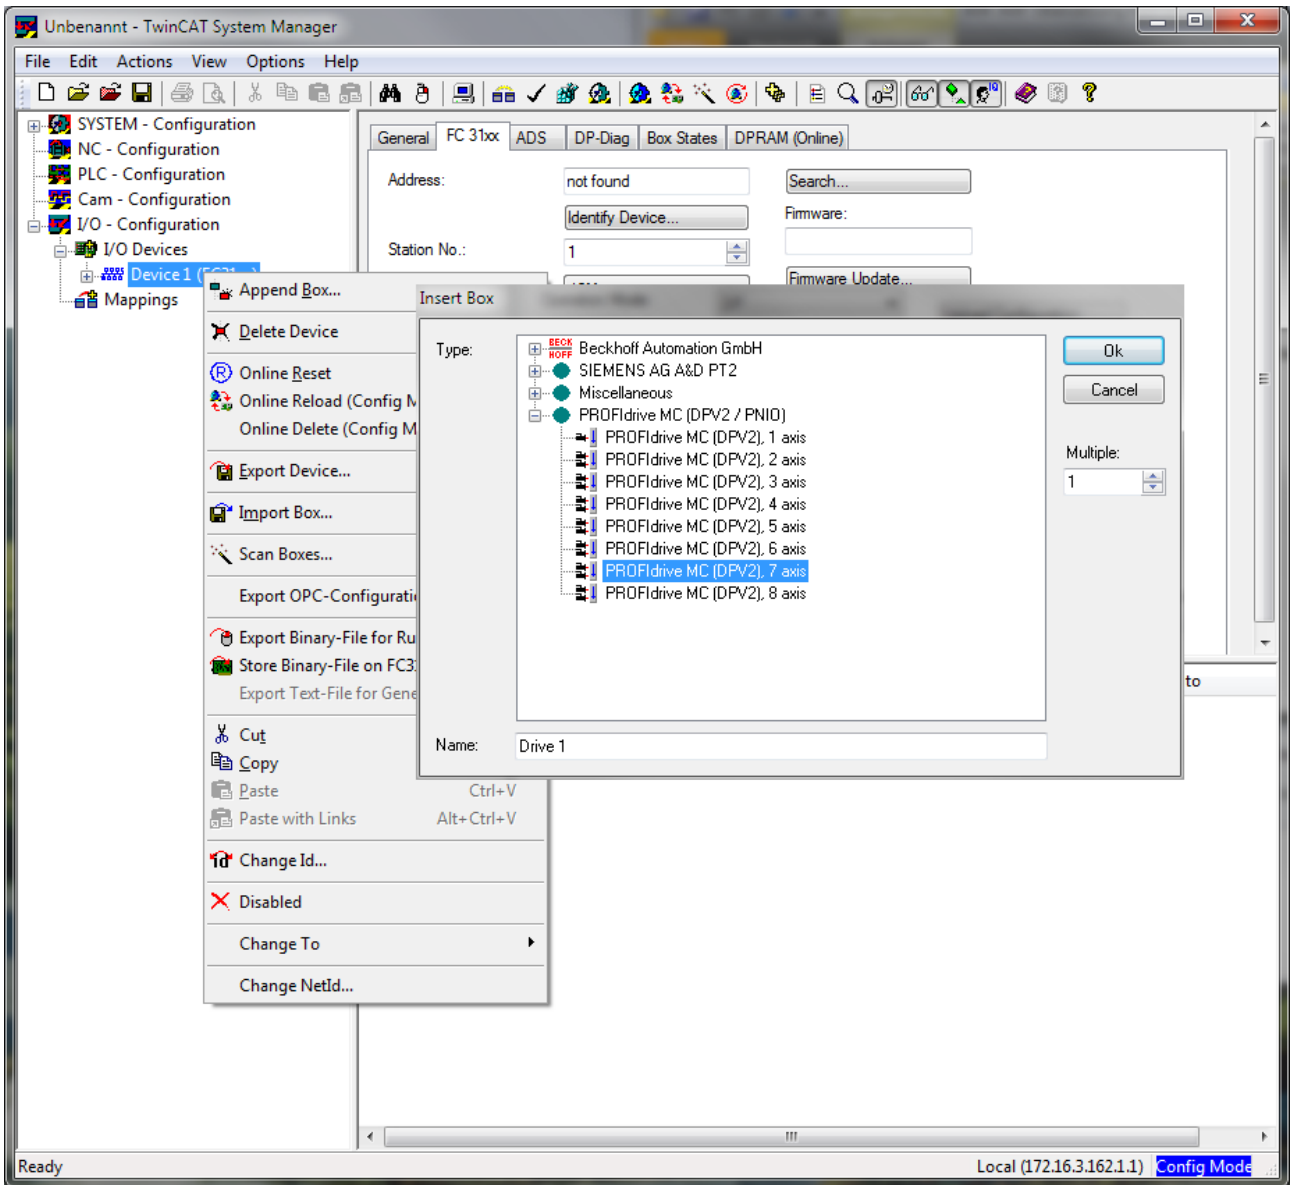 Unbenannt - TwinCAT System Manager
File Edit Actions View Options Help
SYSTEM - Configuration
NC - Configuration
PLC - Configuration
Cam - Configuration
I/O - Configuration
I/O Devices
Device 1
Mappings
General FC 31xx ADS DP-Diag Box States DPRAM (Online)
Address: not found Search...
Identify Device... Firmware:
Station No.: 1
Firmware Update...
Append Box...
Delete Device
Online Reset
Online Reload (Config M
Online Delete (Config M
Export Device...
Import Box...
Scan Boxes...
Export OPC-Configurati
Export Binary-File for Ru
Store Binary-File on FC3
Export Text-File for Gene
Cut
Copy
Paste Ctrl+V
Paste with Links Alt+Ctrl+V
Change Id...
Disabled
Change To
Change NetId...
Insert Box
Type:
BECK
HOFF
Beckhoff Automation GmbH
SIEMENS AG A&D PT2
Miscellaneous
PROFIdrive MC (DPV2 / PNIO)
PROFIdrive MC (DPV2), 1 axis
PROFIdrive MC (DPV2), 2 axis
PROFIdrive MC (DPV2), 3 axis
PROFIdrive MC (DPV2), 4 axis
PROFIdrive MC (DPV2), 5 axis
PROFIdrive MC (DPV2), 6 axis
PROFIdrive MC (DPV2), 7 axis
PROFIdrive MC (DPV2), 8 axis
Ok
Cancel
Multiple:
1
Name: Drive 1
to
Ready Local (172.16.3.162.1.1) Config Mode